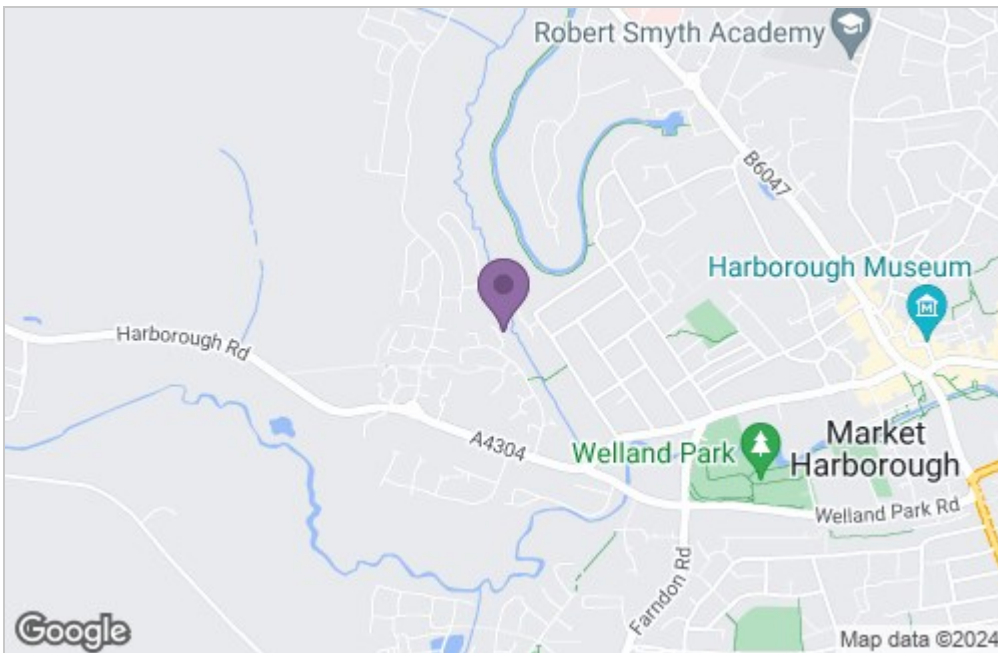 Robert Smyth Academy
B6047
Harborough Museum
Harborough Rd
A4304
Welland Park
Market
Harborough
Welland Park Rd
Farndon Rd
Google
Map data ©2024